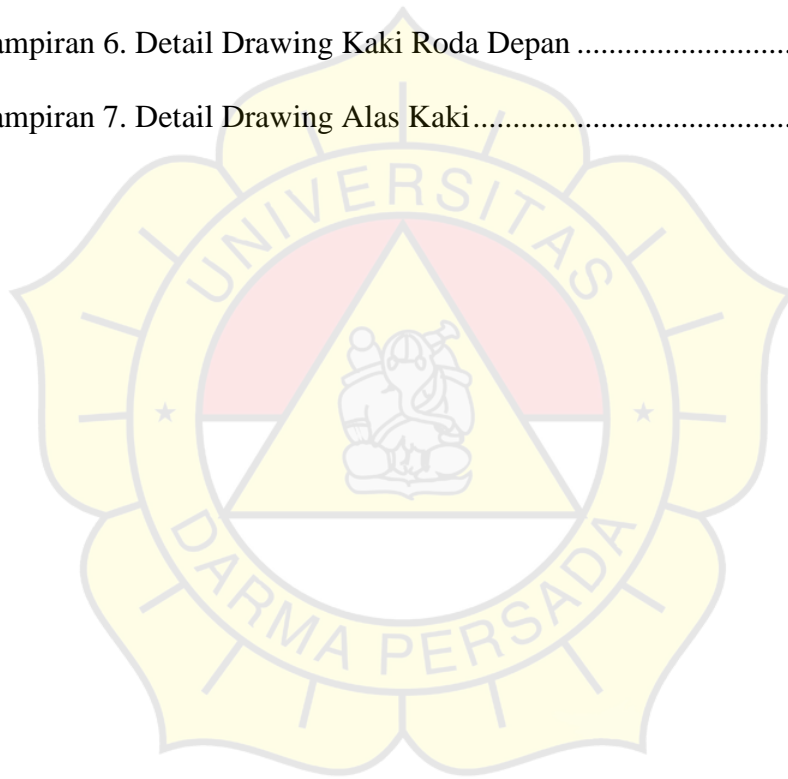 ampiran 6. Detail Drawing Kaki Roda Depan ...........................
ampiran 7. Detail Drawing Alas Kaki........................................
UNIVERSITAS
DARMA PERSADA